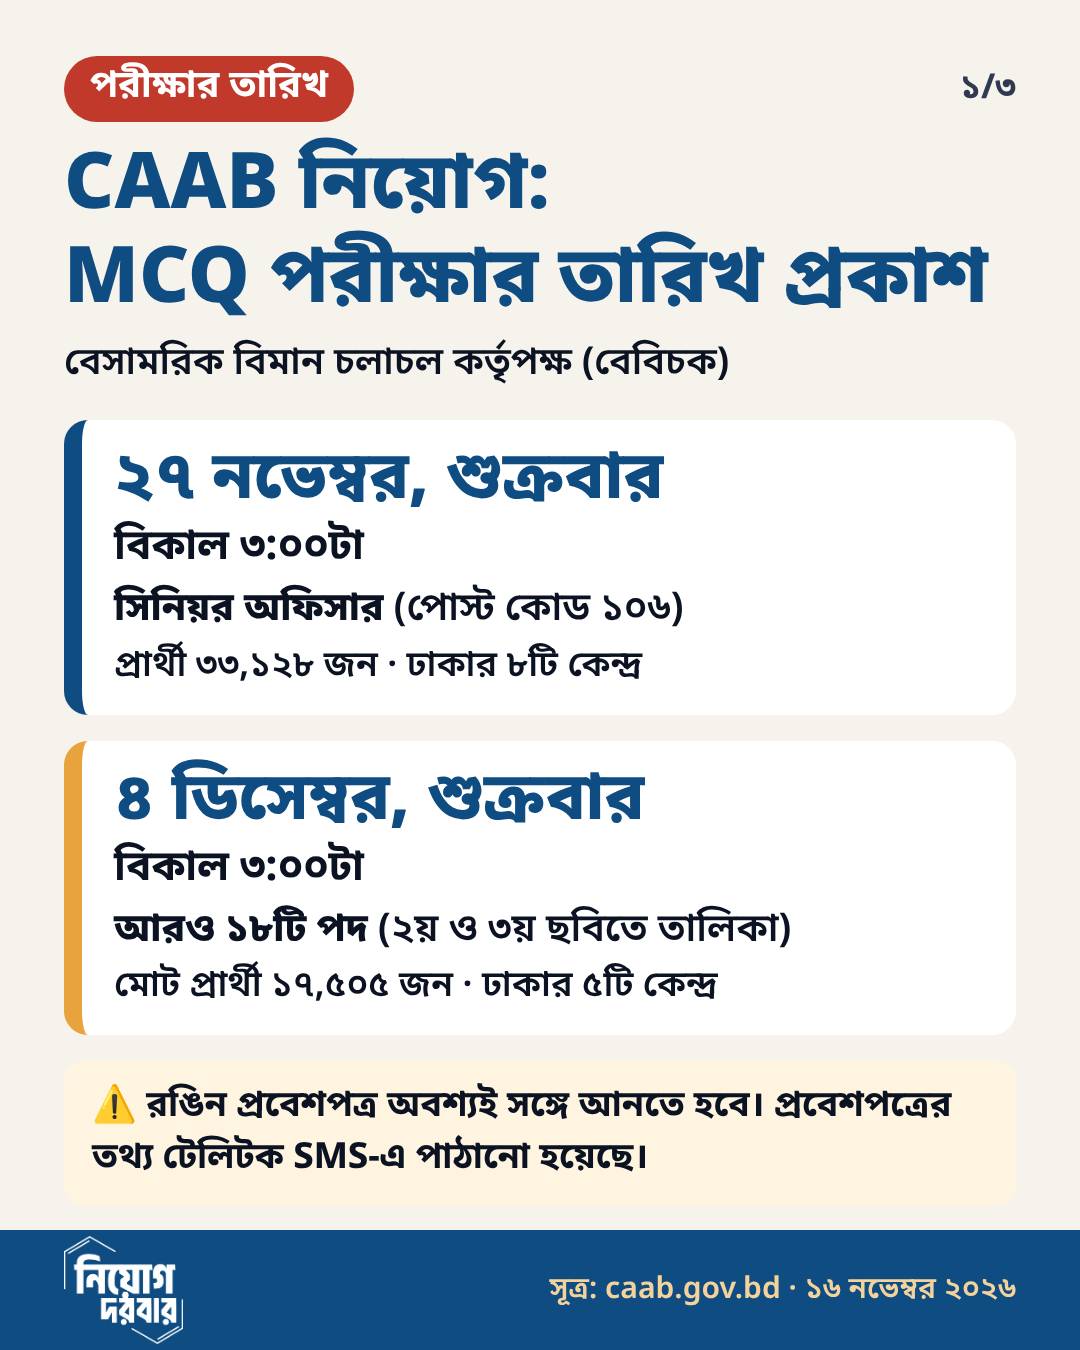 পরীক্ষার তারিখ
১/৩
CAAB নিয়োগ:
MCQ পরীক্ষার তারিখ প্রকাশ
বেসামরিক বিমান চলাচল কর্তৃপক্ষ (বেবিচক)
২৭ নভেম্বর, শুক্রবার
বিকাল ৩:০০টা
সিনিয়র অফিসার (পোস্ট কোড ১০৬)
প্রার্থী ৩৩,১২৮ জন · ঢাকার ৮টি কেন্দ্র
৪ ডিসেম্বর, শুক্রবার
বিকাল ৩:০০টা
আরও ১৮টি পদ (২য় ও ৩য় ছবিতে তালিকা)
মোট প্রার্থী ১৭,৫০৫ জন · ঢাকার ৫টি কেন্দ্র
⚠️ রঙিন প্রবেশপত্র অবশ্যই সঙ্গে আনতে হবে। প্রবেশপত্রের
তথ্য টেলিটক SMS-এ পাঠানো হয়েছে।
নিয়োগ
দরবার
সূত্র: caab.gov.bd · ১৬ নভেম্বর ২০২৬